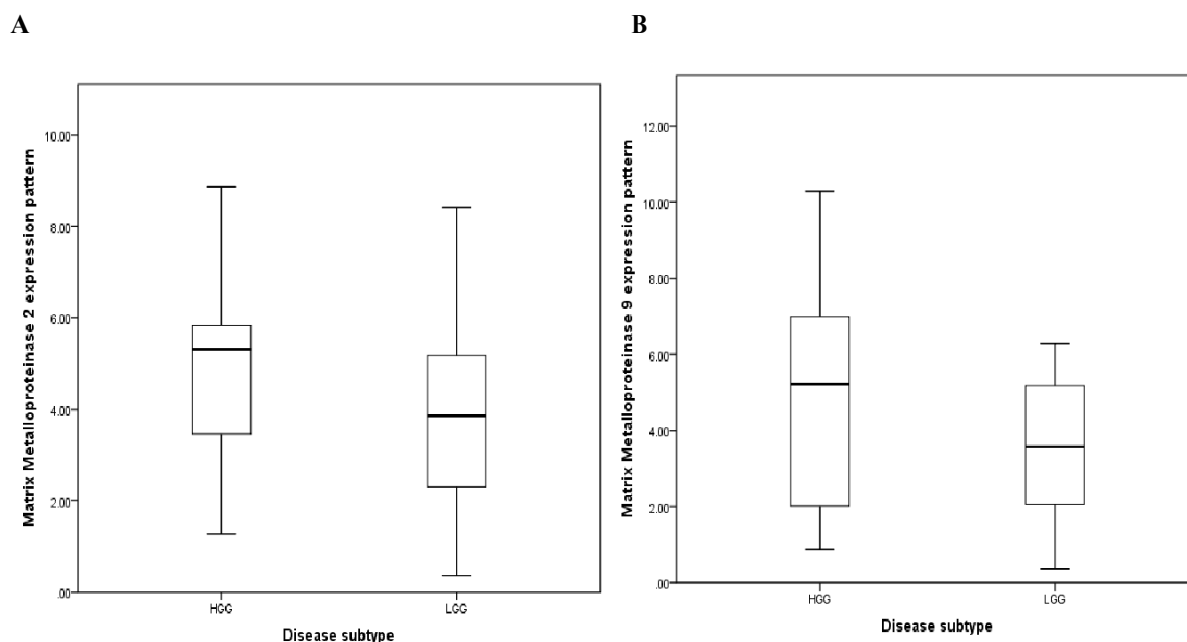 A
Matrix Metalloproteinase 2 expression pattern
10.00
8.00
6.00
4.00
2.00
.00
HGG LGG
Disease subtype
B
Matrix Metalloproteinase 9 expression pattern
12.00
10.00
8.00
6.00
4.00
2.00
.00
HGG LGG
Disease subtype